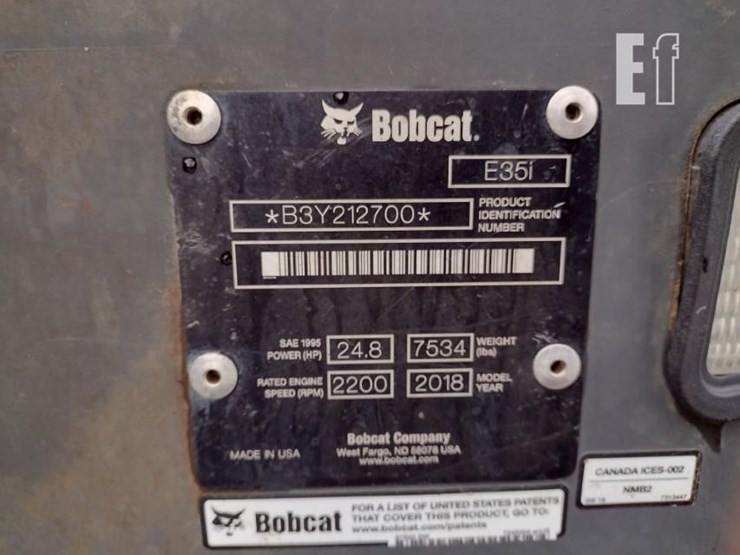 Ef
Bobcat.
E35i
*B3Y212700*
PRODUCT
IDENTIFICATION
NUMBER
SAE 1995
POWER (HP) 24.8 7534 WEIGHT
(lbs)
RATED ENGINE
SPEED (RPM) 2200 2018 MODEL
YEAR
MADE IN USA
Bobcat Company
West Fargo, ND 58078 USA
www.bobcat.com
CANADA ICES-002
NMB2
7313447
Bobcat
FOR A LIST OF UNITED STATES PATENTS
THAT COVER THIS PRODUCT, GO TO:
www.bobcat.com/patents